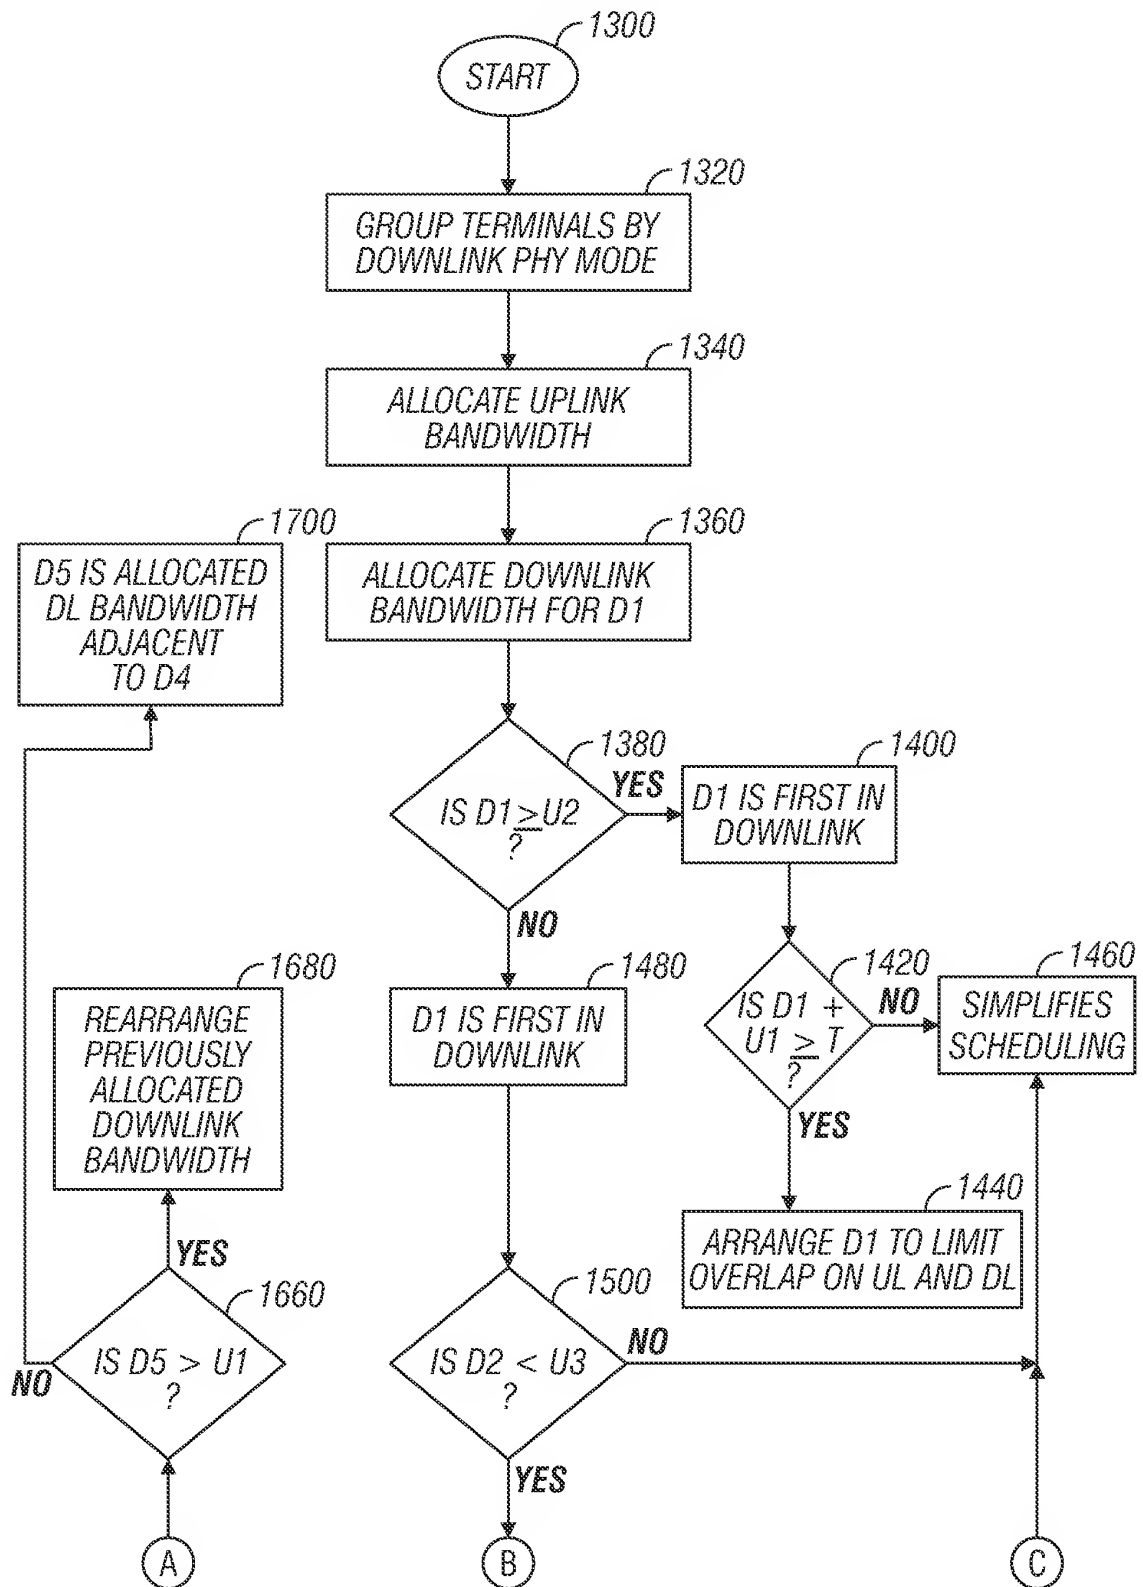 1300
START
1320
GROUP TERMINALS BY
DOWNLINK PHY MODE
1340
ALLOCATE UPLINK
BANDWIDTH
1700
D5 IS ALLOCATED
DL BANDWIDTH
ADJACENT
TO D4
1360
ALLOCATE DOWNLINK
BANDWIDTH FOR D1
1380
IS D1 ≥ U2
?
YES
NO
1400
D1 IS FIRST IN
DOWNLINK
1680
REARRANGE
PREVIOUSLY
ALLOCATED
DOWNLINK
BANDWIDTH
1480
D1 IS FIRST IN
DOWNLINK
1420
IS D1 +
U1 ≥ T
?
NO
YES
1460
SIMPLIFIES
SCHEDULING
1440
ARRANGE D1 TO LIMIT
OVERLAP ON UL AND DL
YES
1660
IS D5 > U1
?
NO
1500
IS D2 < U3
?
NO
YES
A
B
C